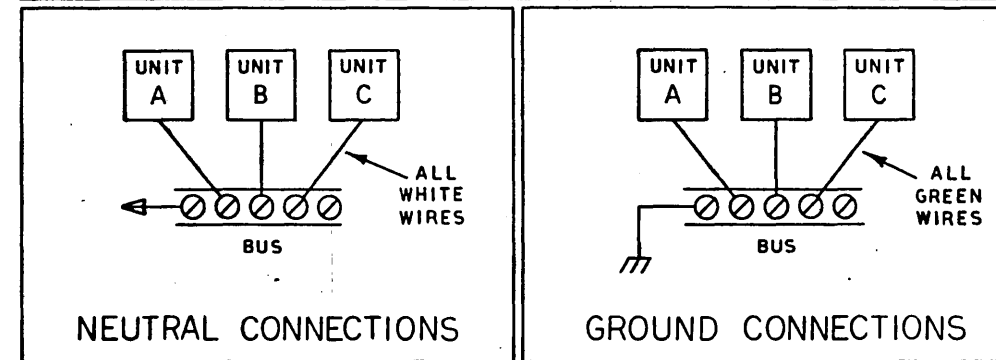 UNIT
A
UNIT
B
UNIT
C
ALL
WHITE
WIRES
BUS
NEUTRAL CONNECTIONS
UNIT
A
UNIT
B
UNIT
C
ALL
GREEN
WIRES
BUS
GROUND CONNECTIONS